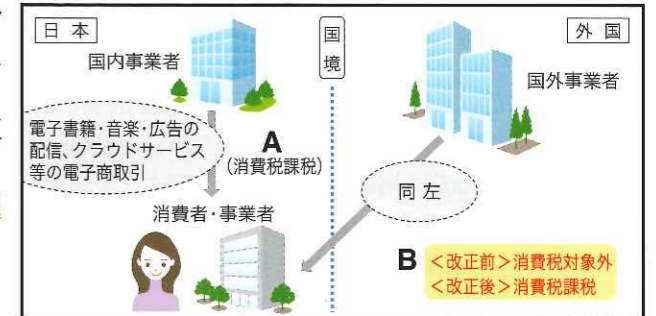 日本
国境
外国
国内事業者
国外事業者
電子書籍・音楽・広告の
配信、クラウドサービス
等の電子商取引
A
(消費税課税)
同左
消費者・事業者
B
<改正前>消費税対象外
<改正後>消費税課税